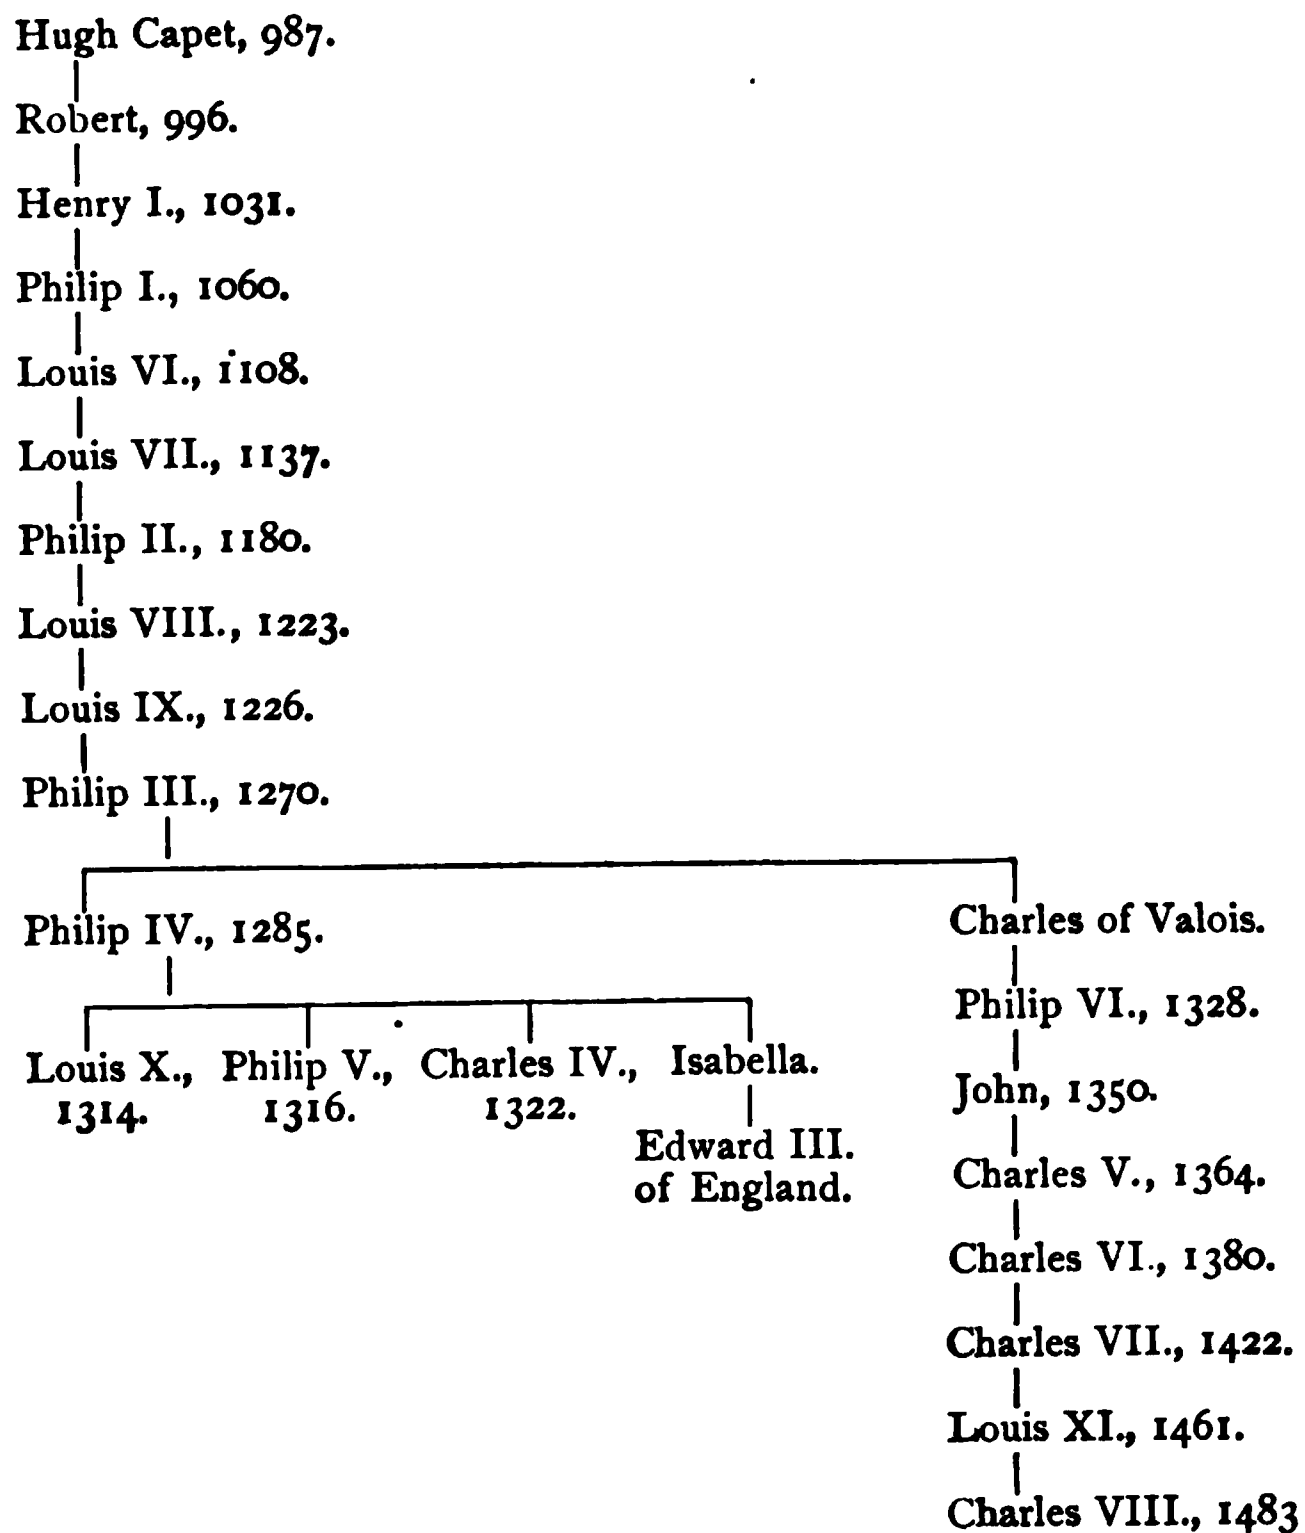 Hugh Capet, 987.
Robert, 996.
Henry I., 1031.
Philip I., 1060.
Louis VI., 1108.
Louis VII., 1137.
Philip II., 1180.
Louis VIII., 1223.
Louis IX., 1226.
Philip III., 1270.
Philip IV., 1285.
Louis X.,
1314.
Philip V.,
1316.
Charles IV.,
1322.
Isabella.
Edward III.
of England.
Charles of Valois.
Philip VI., 1328.
John, 1350.
Charles V., 1364.
Charles VI., 1380.
Charles VII., 1422.
Louis XI., 1461.
Charles VIII., 1483